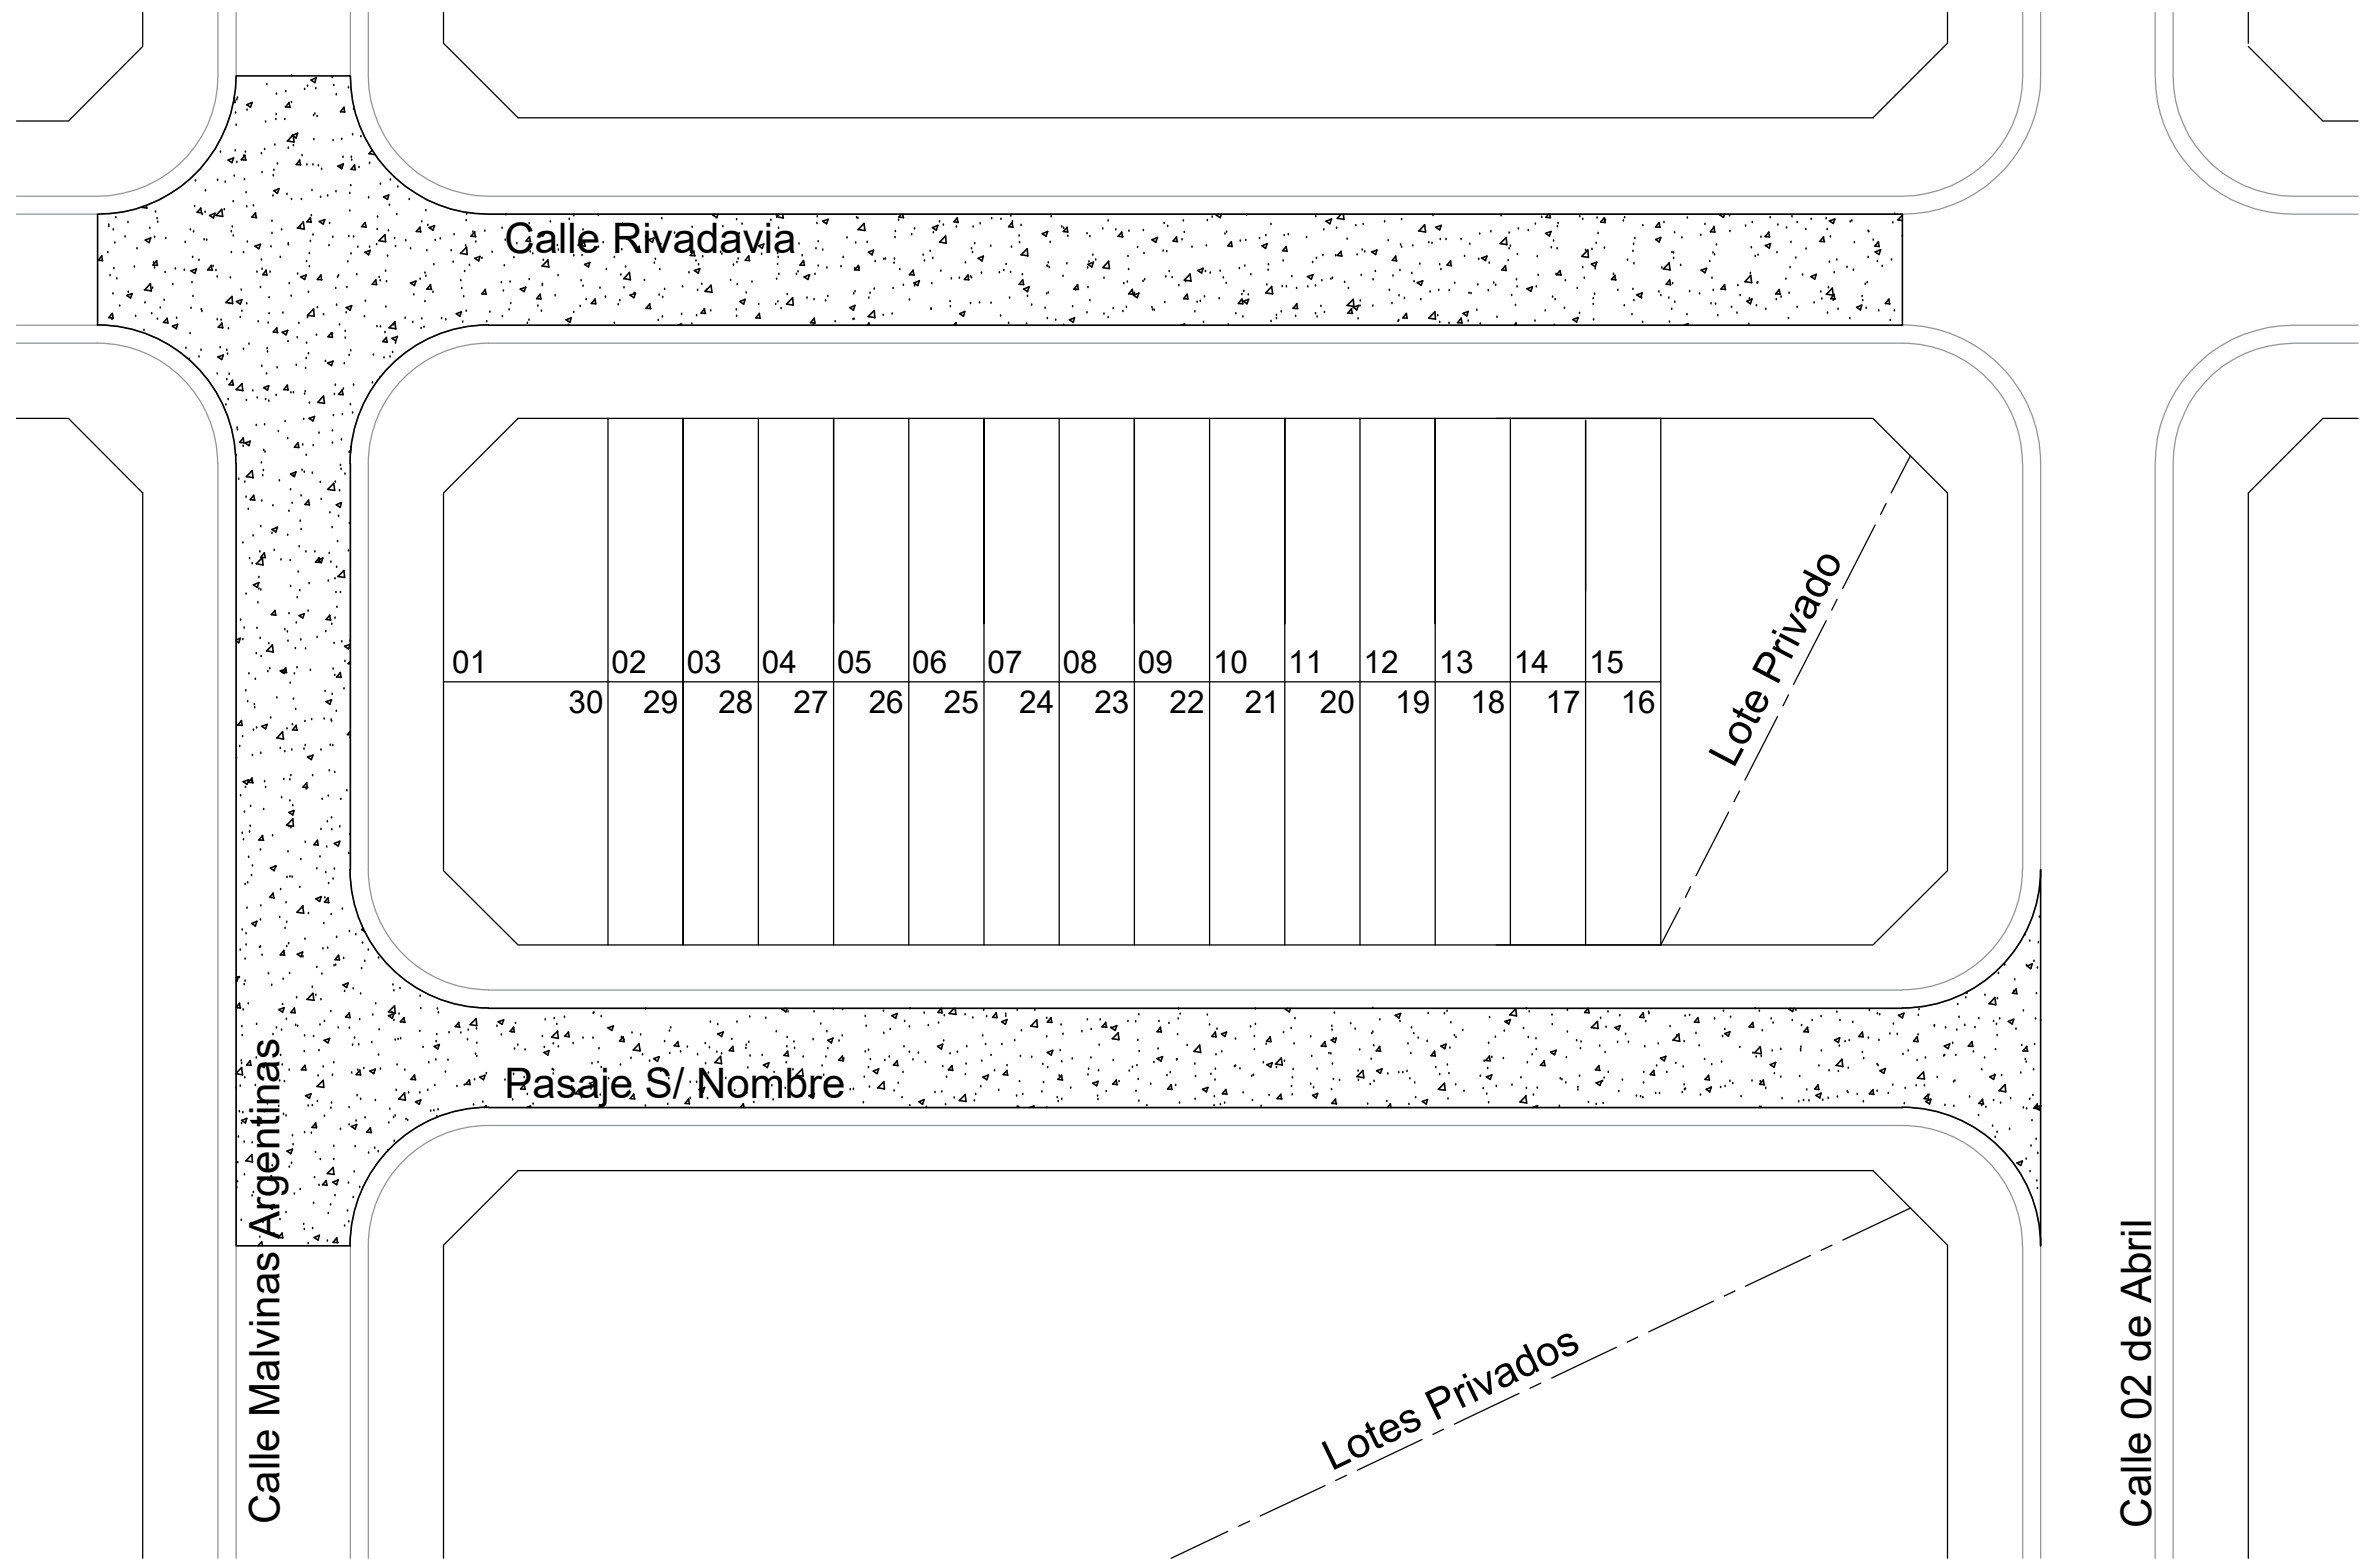 Calle Rivadavia
Lote Privado
01 02 03 04 05 06 07 08 09 10 11 12 13 14 15
30 29 28 27 26 25 24 23 22 21 20 19 18 17 16
Pasaje S/ Nombre
Calle Malvinas Argentinas
Lotes Privados
Calle 02 de Abril